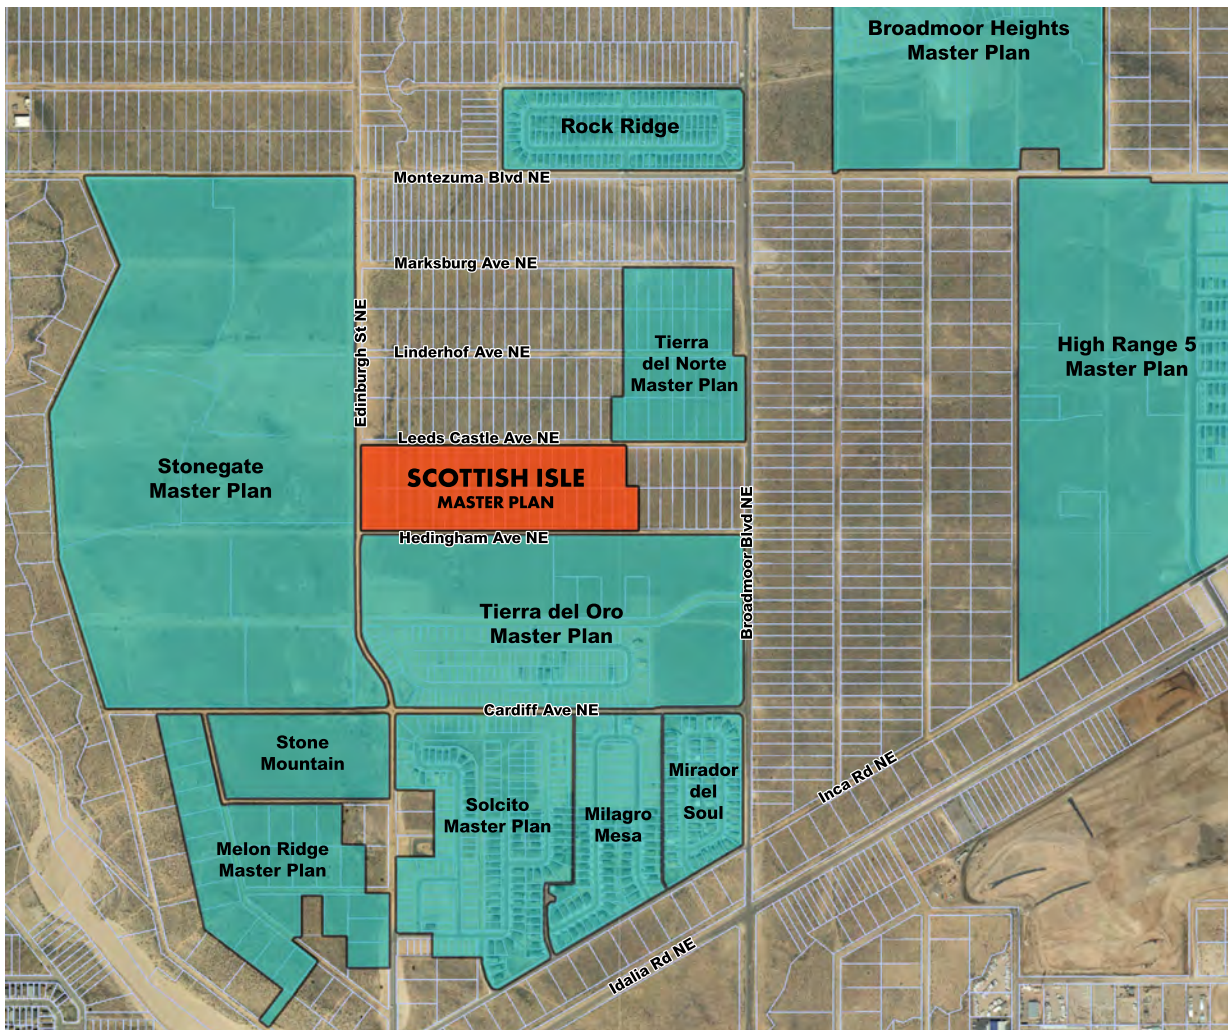 Broadmoor Heights
Master Plan
Rock Ridge
Montezuma Blvd NE
Marksburg Ave NE
Edinburgh St NE
Linderhof Ave NE
Tierra
del Norte
Master Plan
High Range 5
Master Plan
Leeds Castle Ave NE
Stonegate
Master Plan
SCOTTISH ISLE
MASTER PLAN
Hedingham Ave NE
Broadmoor Blvd NE
Tierra del Oro
Master Plan
Cardiff Ave NE
Stone
Mountain
Solcito
Master Plan
Milagro
Mesa
Mirador
del
Soul
Inca Rd NE
Melon Ridge
Master Plan
Idalia Rd NE